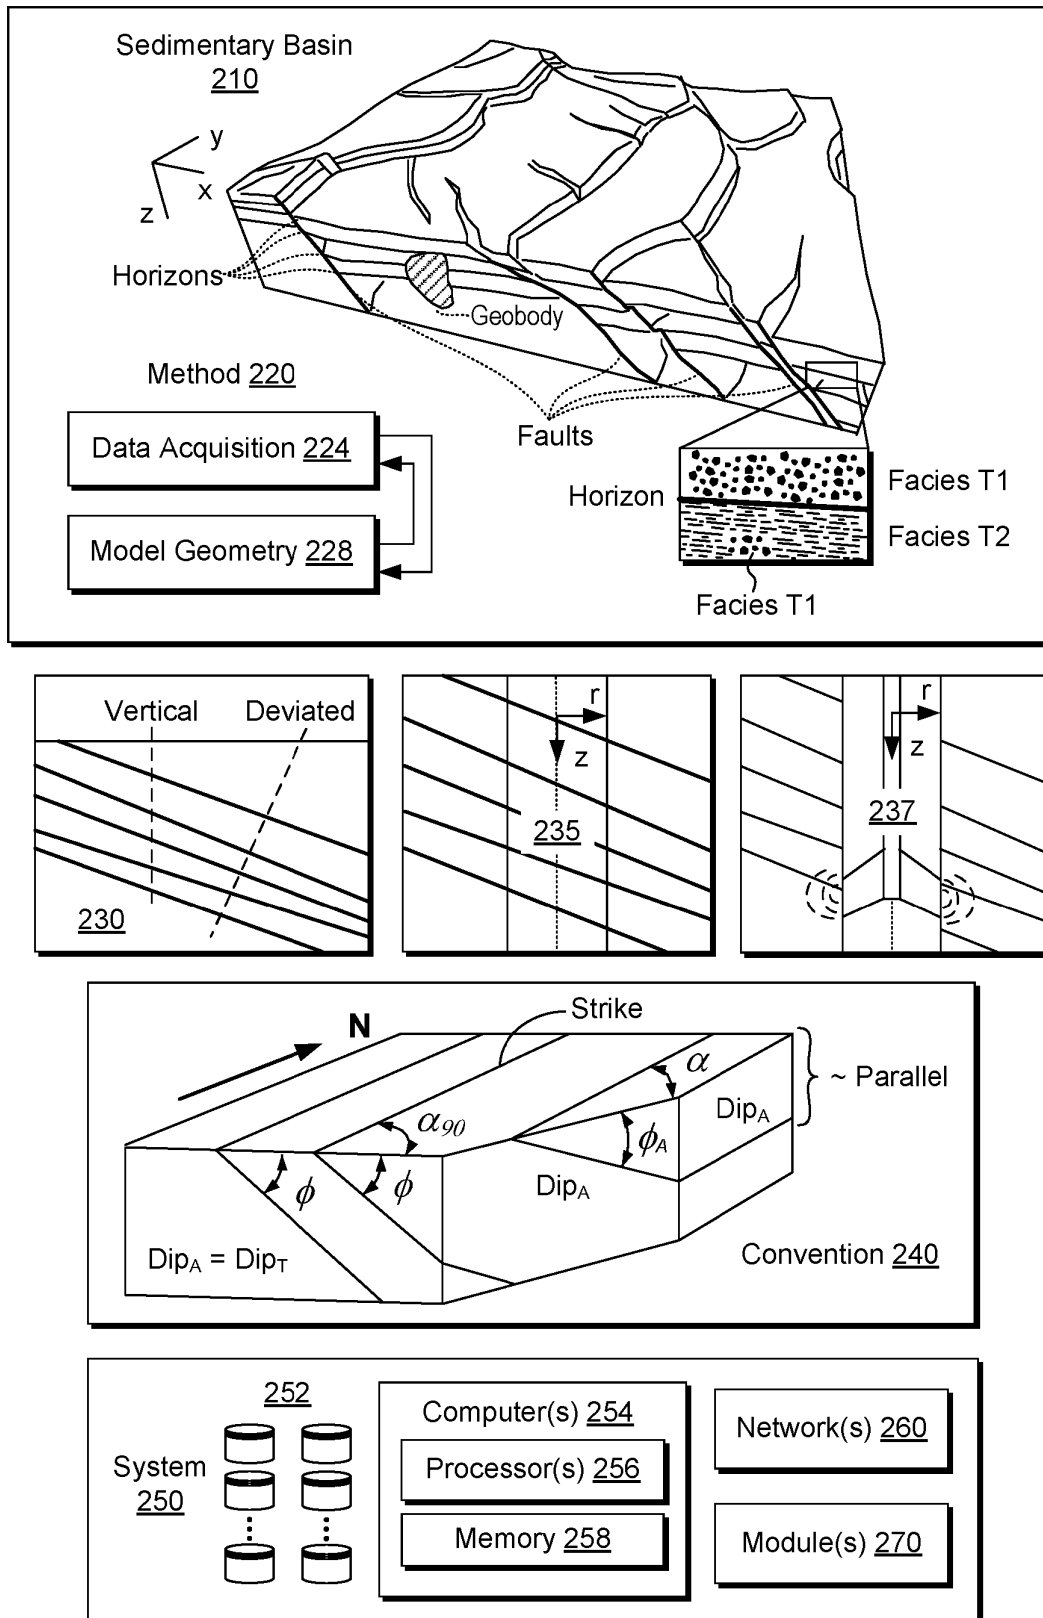 Sedimentary Basin
210
y
x
z
Horizons
Geobody
Method 220
Faults
Data Acquisition 224
Model Geometry 228
Horizon
Facies T1
Facies T2
Facies T1
Vertical
Deviated
230
r
z
235
r
z
237
N
Strike
α
~ Parallel
α90
DipA
ϕA
ϕ
ϕ
DipA
DipA = DipT
Convention 240
252
System
250
Computer(s) 254
Processor(s) 256
Memory 258
Network(s) 260
Module(s) 270